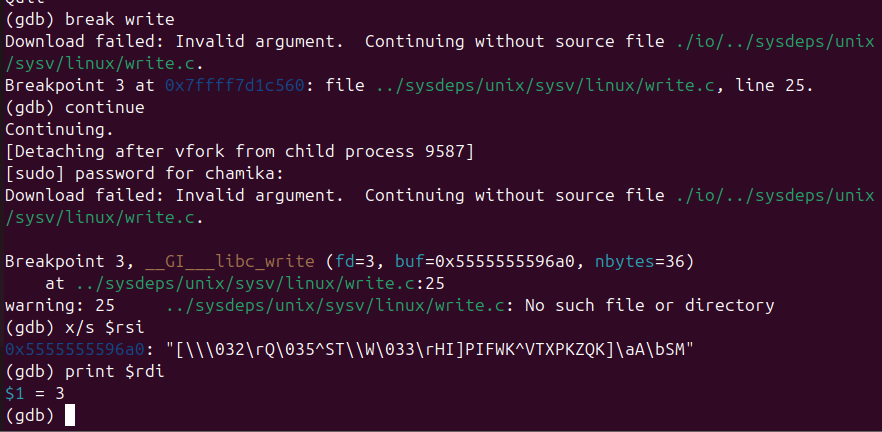 (gdb) break write
Download failed: Invalid argument.  Continuing without source file ./io/../sysdeps/unix
/sysv/linux/write.c.
Breakpoint 3 at 0x7ffff7d1c560: file ../sysdeps/unix/sysv/linux/write.c, line 25.
(gdb) continue
Continuing.
[Detaching after vfork from child process 9587]
[sudo] password for chamika:
Download failed: Invalid argument.  Continuing without source file ./io/../sysdeps/unix
/sysv/linux/write.c.
Breakpoint 3, __GI___libc_write (fd=3, buf=0x5555555596a0, nbytes=36)
    at ../sysdeps/unix/sysv/linux/write.c:25
warning: 25     ../sysdeps/unix/sysv/linux/write.c: No such file or directory
(gdb) x/s $rsi
0x5555555596a0: "[\\\032\rQ\035^ST\\W\033\rHI]PIFWK^VTXPKZQK]\aA\bSM"
(gdb) print $rdi
$1 = 3
(gdb)